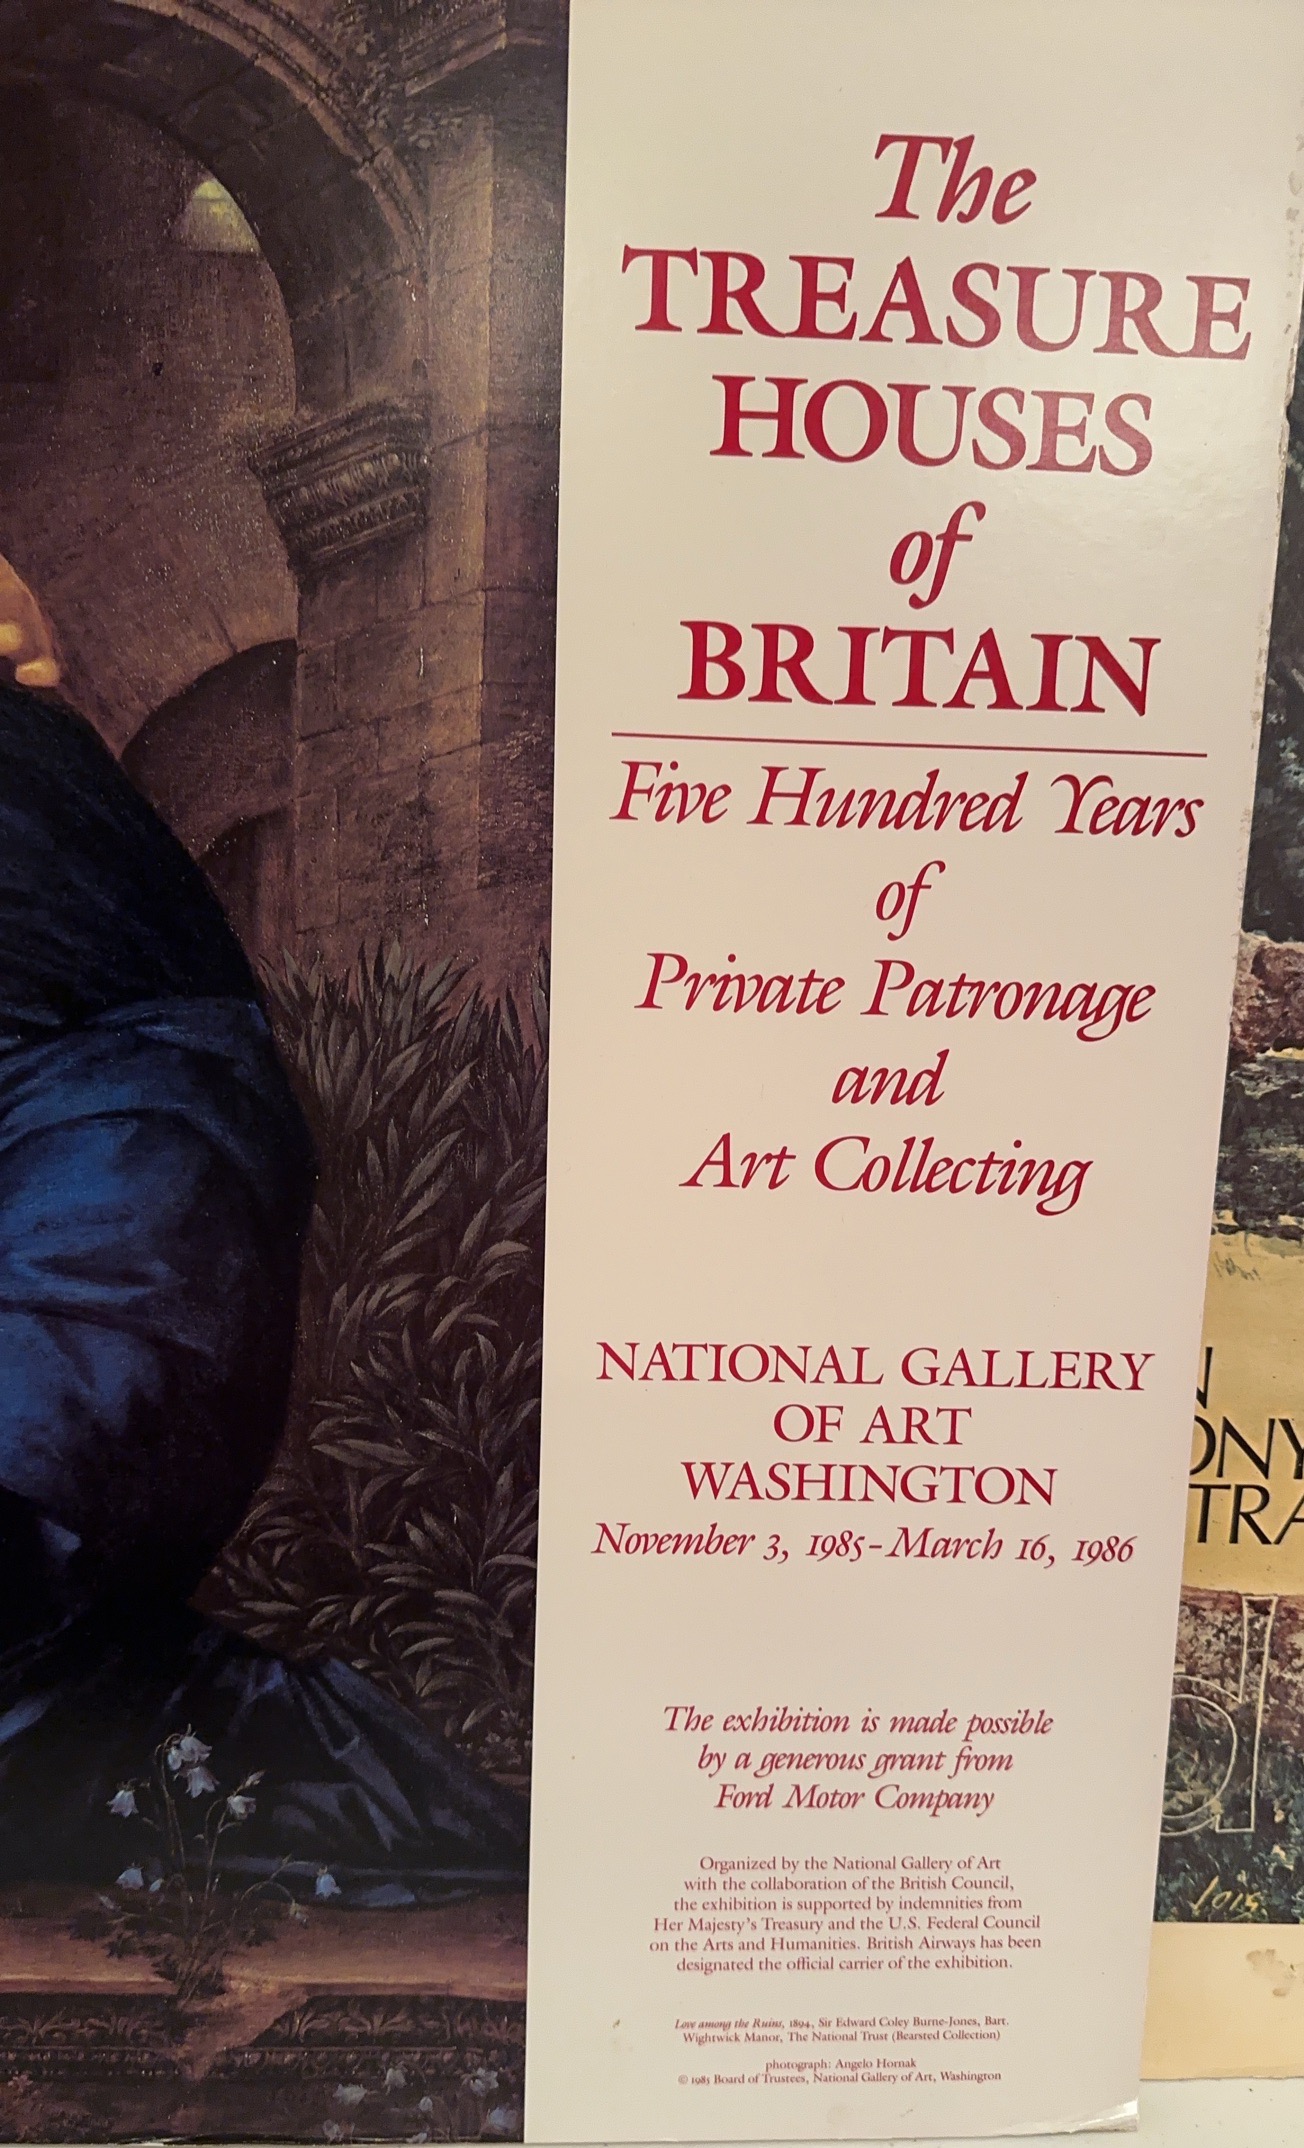 The
TREASURE
HOUSES
of
BRITAIN
Five Hundred Years
of
Private Patronage
and
Art Collecting
NATIONAL GALLERY
OF ART
WASHINGTON
November 3, 1985-March 16, 1986
The exhibition is made possible
by a generous grant from
Ford Motor Company
Organized by the National Gallery of Art
with the collaboration of the British Council,
the exhibition is supported by indemnities from
Her Majesty's Treasury and the U.S. Federal Council
on the Arts and Humanities. British Airways has been
designated the official carrier of the exhibition.
Love among the Ruins, 1894, Sir Edward Coley Burne-Jones, Bart.
Wightwick Manor, The National Trust (Bearsted Collection)
photograph: Angelo Hornak
© 1985 Board of Trustees, National Gallery of Art, Washington
N
ONY
TRA
d